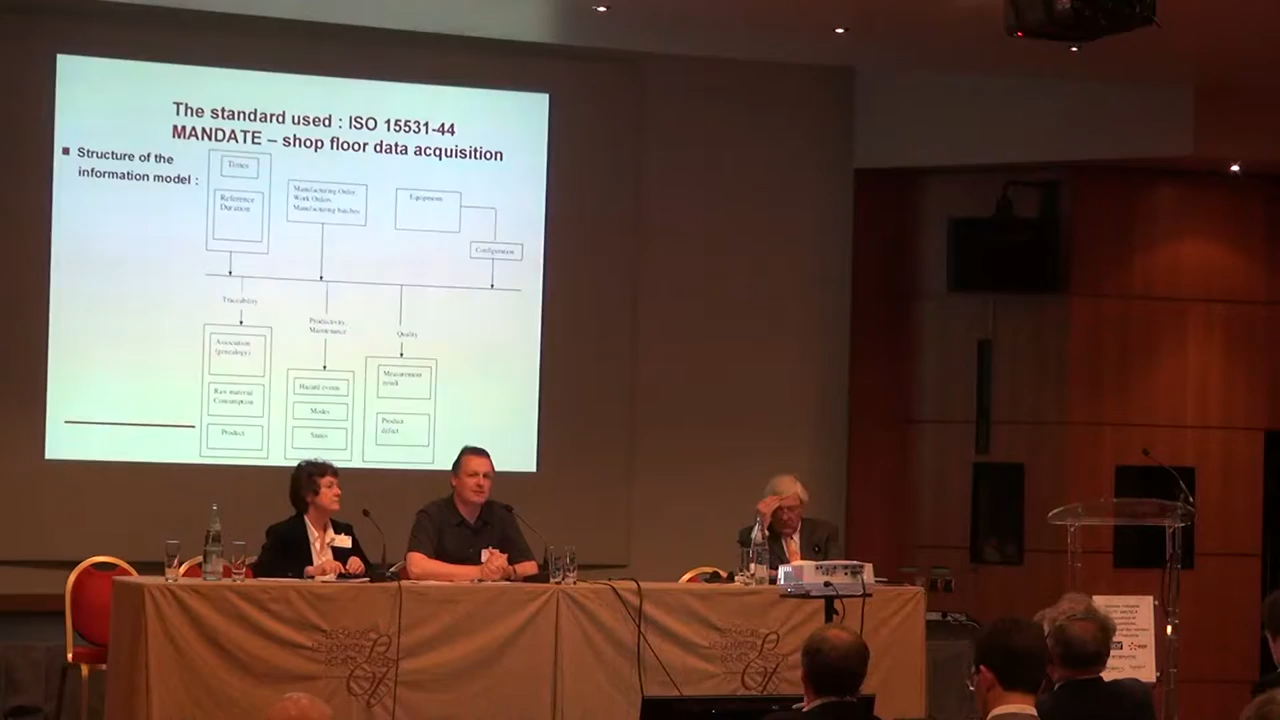 The standard used : ISO 15531-44
MANDATE – shop floor data acquisition
Structure of the
information model :
Times
Reference
Duration
Manufacturing Order
Work Orders
Manufacturing batches
Equipment
Configuration
Traceability
Productivity,
Maintenance
Quality
Association
(genealogy)
Raw material
Consumption
Product
Hazard events
Modes
States
Measurement
result
Product
defect